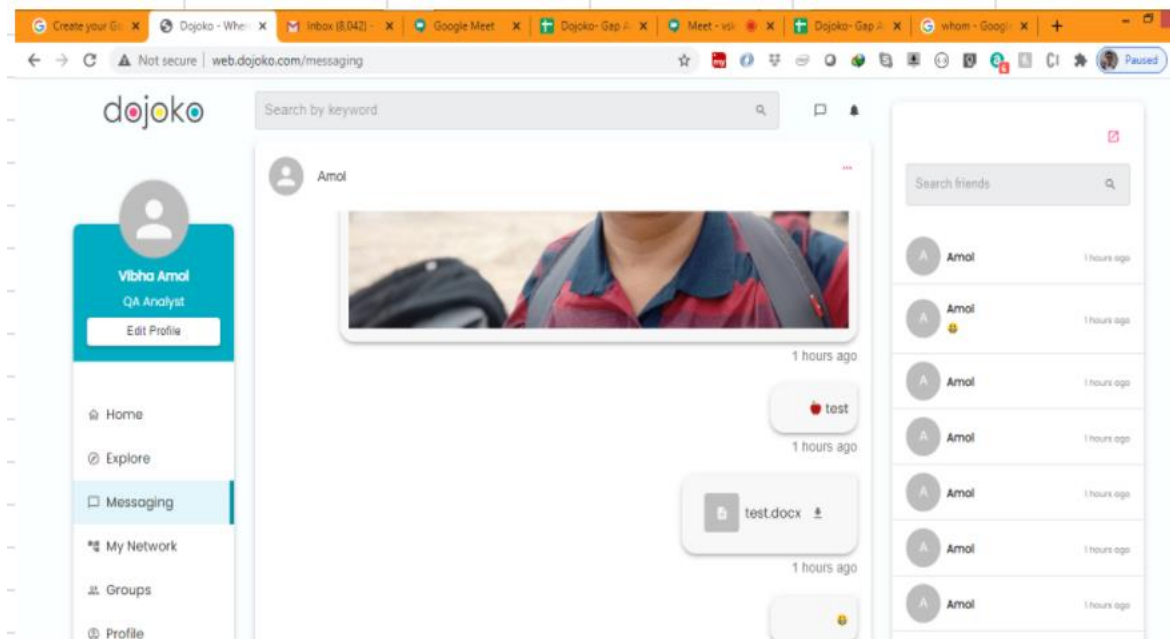 Create your Go
Dojoko - Wher
Inbox (8,042) -
Google Meet
Dojoko- Gap A
Meet - vsk
Dojoko- Gap A
whom - Googl
Not secure | web.dojoko.com/messaging
Paused
dojoko
Search by keyword
Amol
Search friends
Vibha Amol
QA Analyst
Edit Profile
Home
Explore
Messaging
My Network
Groups
Profile
1 hours ago
🍎 test
1 hours ago
test.docx
1 hours ago
😃
A Amol 1 hours ago
A Amol 1 hours ago
😃
A Amol 1 hours ago
A Amol 1 hours ago
A Amol 1 hours ago
A Amol 1 hours ago
A Amol 1 hours ago